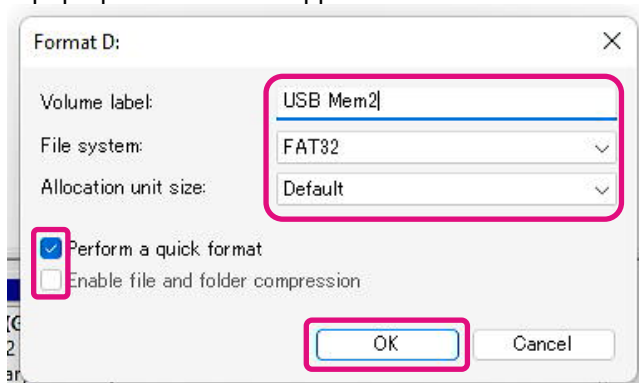 Format D:
Volume label: USB Mem2
File system: FAT32
Allocation unit size: Default
Perform a quick format
Enable file and folder compression
OK Cancel